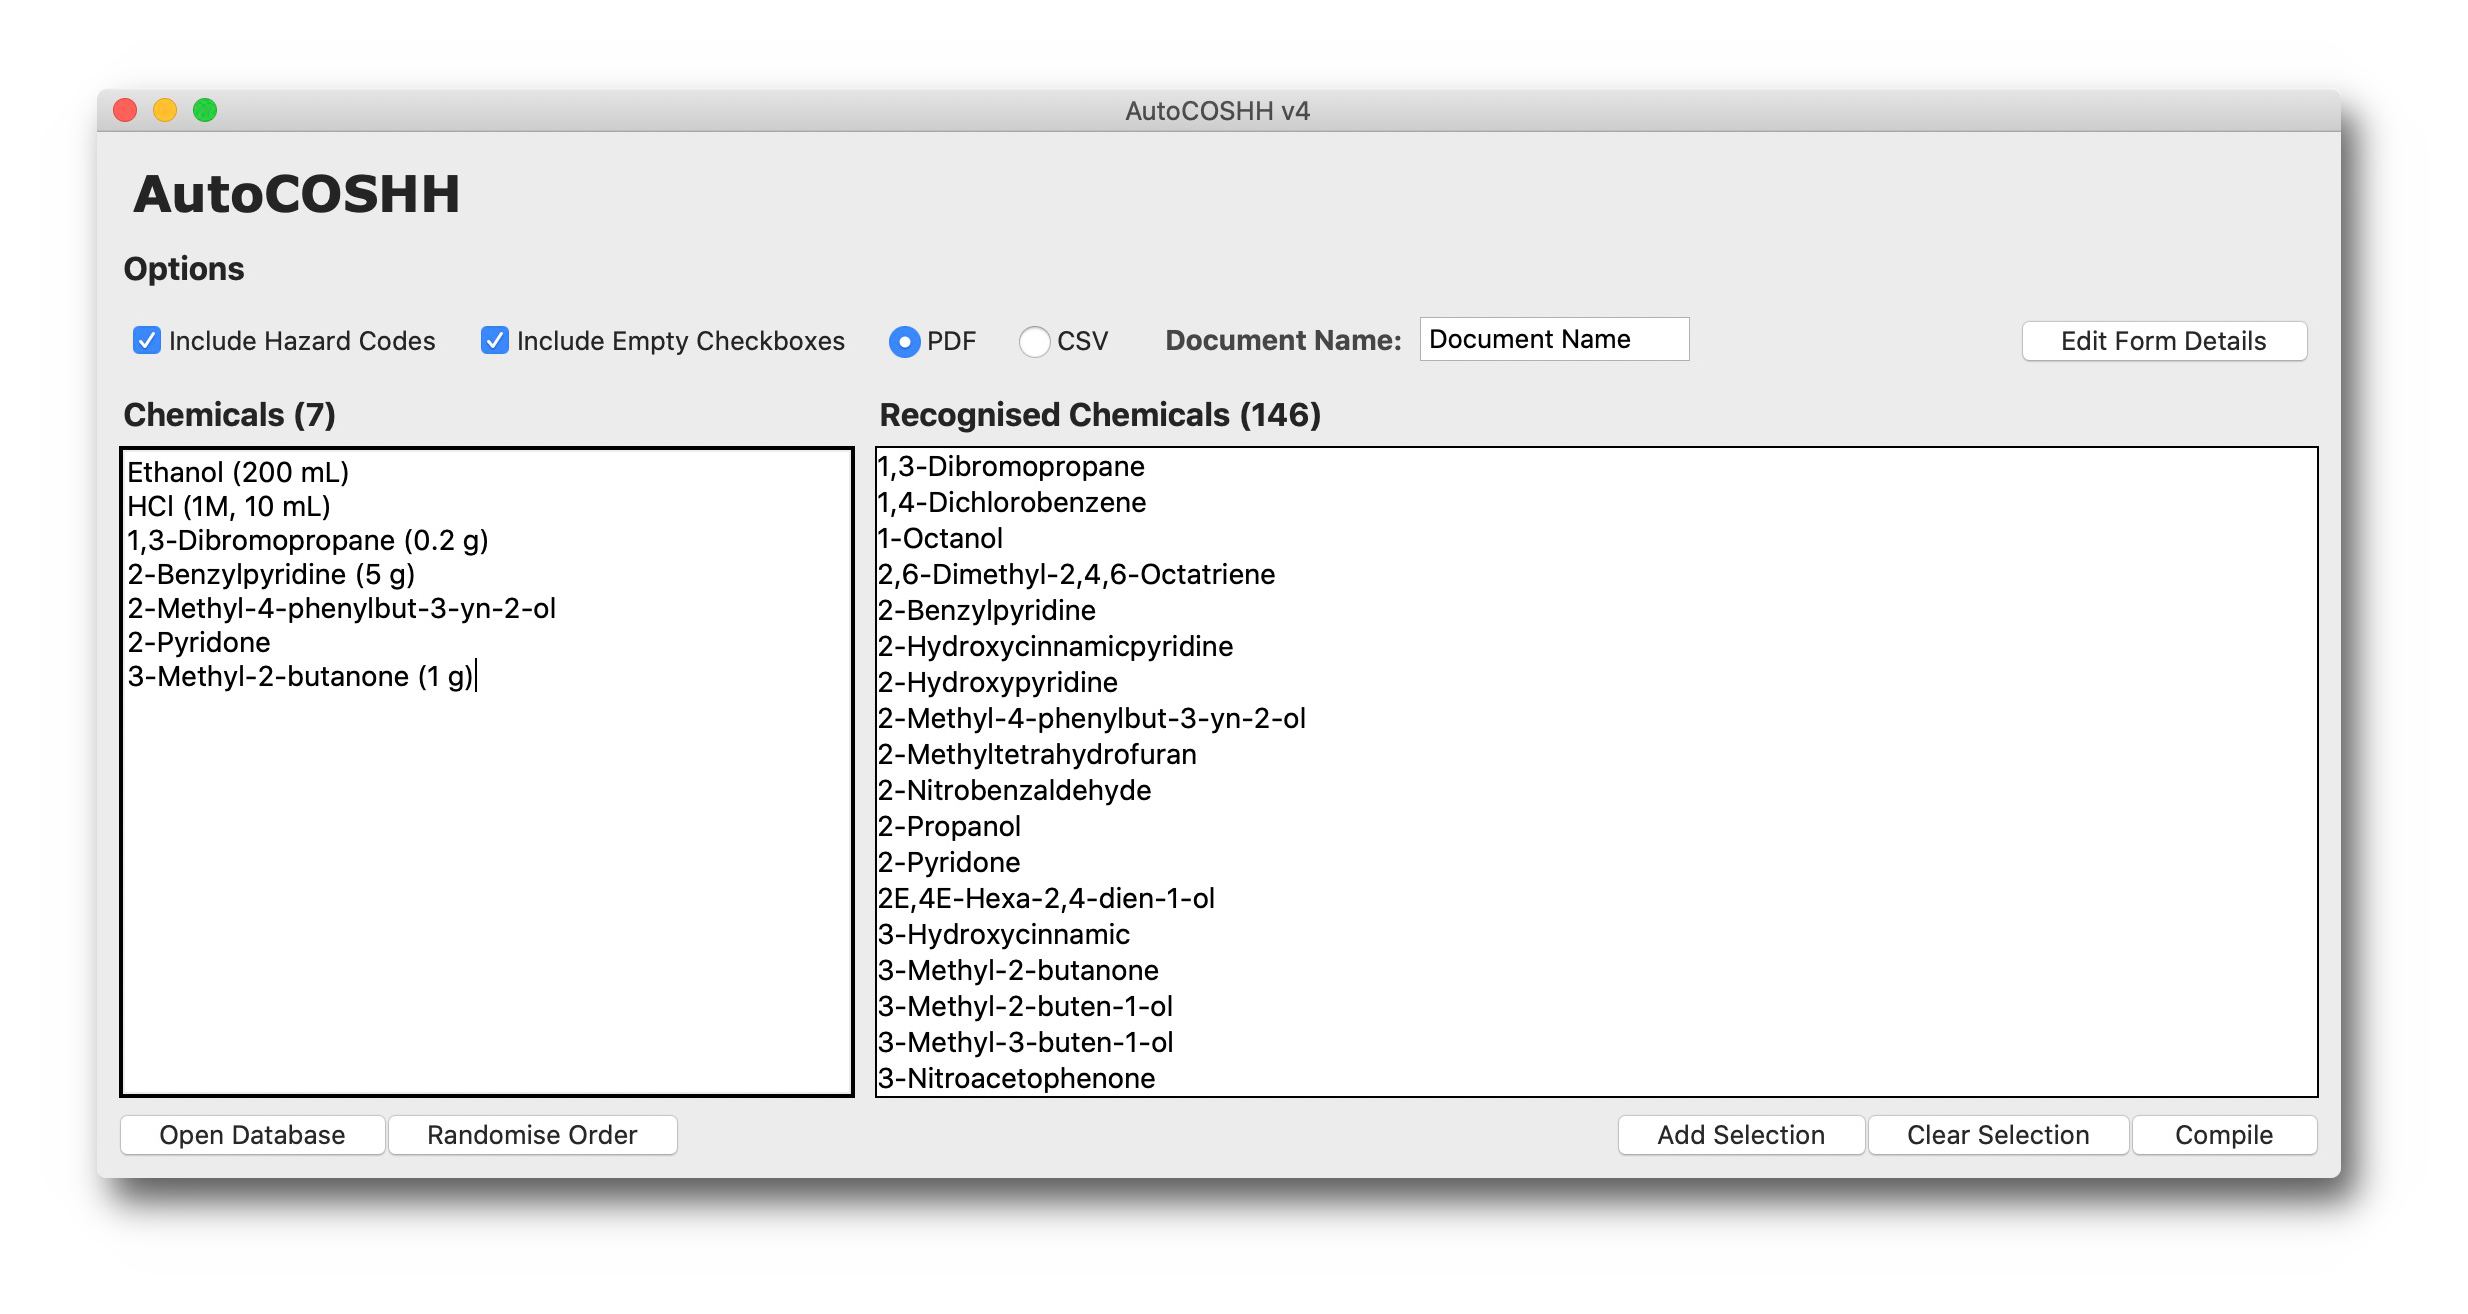 AutoCOSHH v4
AutoCOSHH
Options
Include Hazard Codes Include Empty Checkboxes PDF CSV Document Name: Document Name Edit Form Details
Chemicals (7)
Ethanol (200 mL)
HCl (1M, 10 mL)
1,3-Dibromopropane (0.2 g)
2-Benzylpyridine (5 g)
2-Methyl-4-phenylbut-3-yn-2-ol
2-Pyridone
3-Methyl-2-butanone (1 g)
Recognised Chemicals (146)
1,3-Dibromopropane
1,4-Dichlorobenzene
1-Octanol
2,6-Dimethyl-2,4,6-Octatriene
2-Benzylpyridine
2-Hydroxycinnamicpyridine
2-Hydroxypyridine
2-Methyl-4-phenylbut-3-yn-2-ol
2-Methyltetrahydrofuran
2-Nitrobenzaldehyde
2-Propanol
2-Pyridone
2E,4E-Hexa-2,4-dien-1-ol
3-Hydroxycinnamic
3-Methyl-2-butanone
3-Methyl-2-buten-1-ol
3-Methyl-3-buten-1-ol
3-Nitroacetophenone
Open Database Randomise Order Add Selection Clear Selection Compile